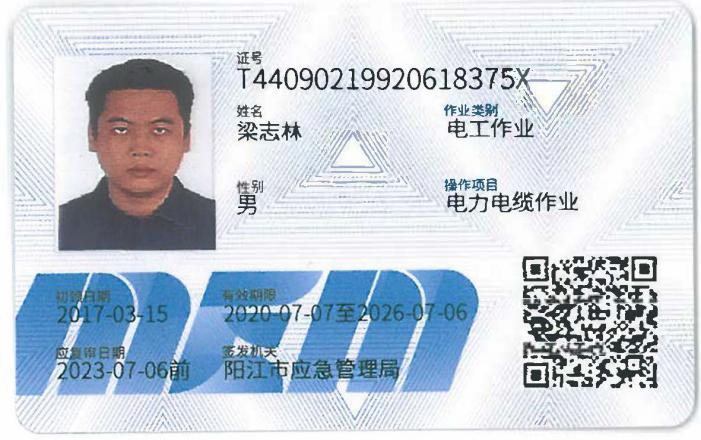 证号
T44090219920618375X
姓名
梁志林
作业类别
电工作业
性别
男
操作项目
电力电缆作业
初领日期
2017-03-15
有效期限
2020-07-07至2026-07-06
应复审日期
2023-07-06前
签发机关
阳江市应急管理局